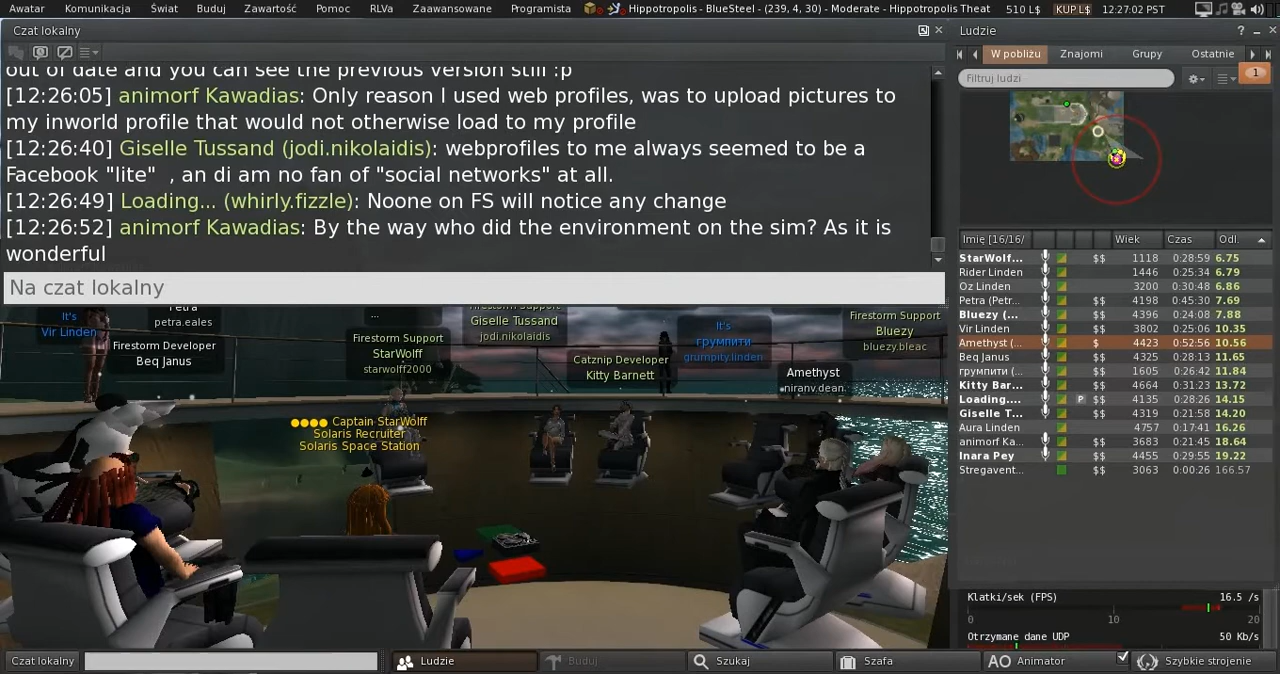 Awatar Komunikacja Świat Buduj Zawartość Pomoc RLVa Zaawansowane Programista Hippotropolis - BlueSteel - (239, 4, 30) - Moderate - Hippotropolis Theat 510 L$ KUP L$ 12:27:02 PST
Czat lokalny
out of date and you can see the previous version still :p
[12:26:05] animorf Kawadias: Only reason I used web profiles, was to upload pictures to
my inworld profile that would not otherwise load to my profile
[12:26:40] Giselle Tussand (jodi.nikolaidis): webprofiles to me always seemed to be a
Facebook "lite" , an di am no fan of "social networks" at all.
[12:26:49] Loading... (whirly.fizzle): Noone on FS will notice any change
[12:26:52] animorf Kawadias: By the way who did the environment on the sim? As it is
wonderful
Na czat lokalny
It's
Vir Linden
Petra
petra.eales
Firestorm Developer
Beq Janus
...
Firestorm Support
StarWolff
starwolff2000
Firestorm Support
Giselle Tussand
jodi.nikolaidis
Catznip Developer
Kitty Barnett
It's
грумпити
grumpity.linden
Amethyst
nirany.dean
Firestorm Support
Bluezy
bluezy.bleac
Captain StarWolff
Solaris Recruiter
Solaris Space Station
Ludzie
W pobliżu Znajomi Grupy Ostatnie
Filtruj ludzi
1
Imię [16/16/ Wiek Czas Odl.
StarWolf... $$ 1118 0:28:59 6.75
Rider Linden 1446 0:25:34 6.79
Oz Linden 3200 0:30:48 6.86
Petra (Petr... $$ 4198 0:45:30 7.69
Bluezy (... $$ 4396 0:24:08 7.88
Vir Linden 3802 0:25:06 10.35
Amethyst (... $ 4423 0:52:56 10.56
Beq Janus $$ 4325 0:28:13 11.65
грумпити (... $$ 1605 0:26:42 11.84
Kitty Bar... $$ 4664 0:31:23 13.72
Loading.... P $$ 4135 0:28:26 14.15
Giselle T... $$ 4319 0:21:58 14.20
Aura Linden 4757 0:17:41 16.26
animorf Ka... $$ 3683 0:21:45 18.64
Inara Pey $$ 4455 0:29:55 19.22
Stregavent... $$ 3063 0:00:26 166.57
Klatki/sek (FPS) 16.5 /s
0 10 20
Otrzymane dane UDP 50 Kb/s
Czat lokalny Ludzie Buduj Szukaj Szafa AO Animator Szybkie strojenie